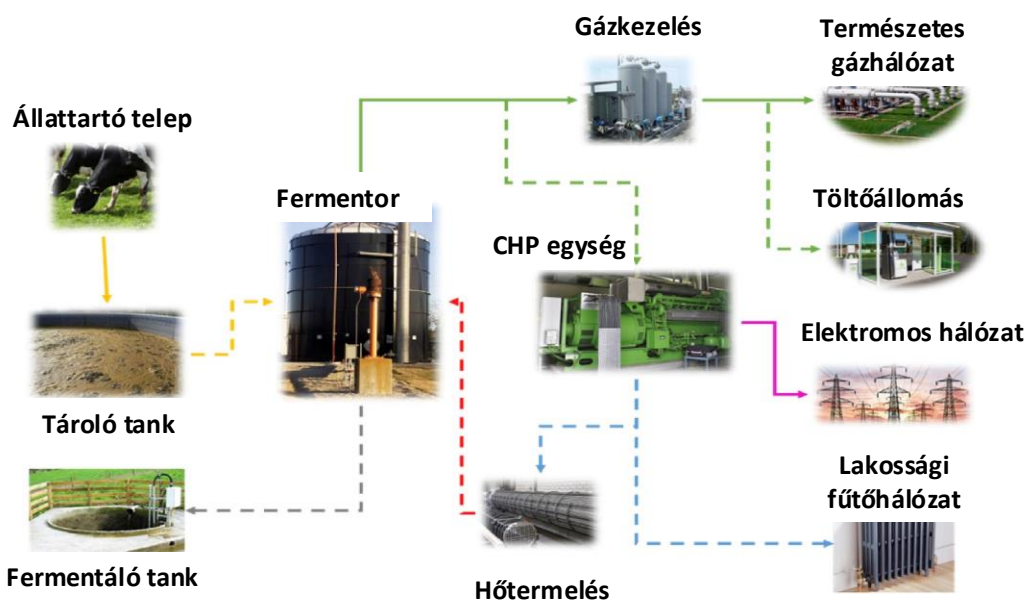 Gázkezelés
Természetes
gázhálózat
Állattartó telep
Fermentor
Töltőállomás
CHP egység
Elektromos hálózat
Tároló tank
Lakossági
fűtőhálózat
Fermentáló tank
Hőtermelés